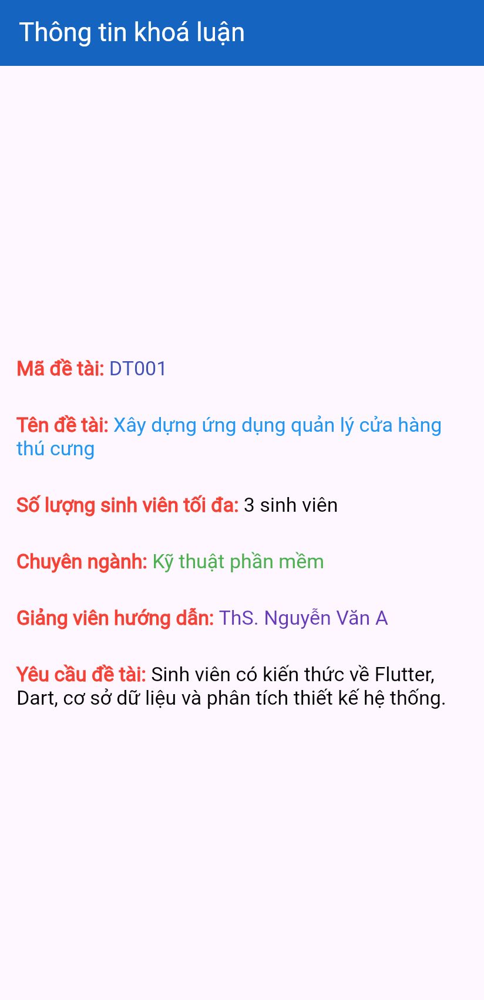 Thông tin khoá luận
Mã đề tài: DT001
Tên đề tài: Xây dựng ứng dụng quản lý cửa hàng
thú cưng
Số lượng sinh viên tối đa: 3 sinh viên
Chuyên ngành: Kỹ thuật phần mềm
Giảng viên hướng dẫn: ThS. Nguyễn Văn A
Yêu cầu đề tài: Sinh viên có kiến thức về Flutter,
Dart, cơ sở dữ liệu và phân tích thiết kế hệ thống.